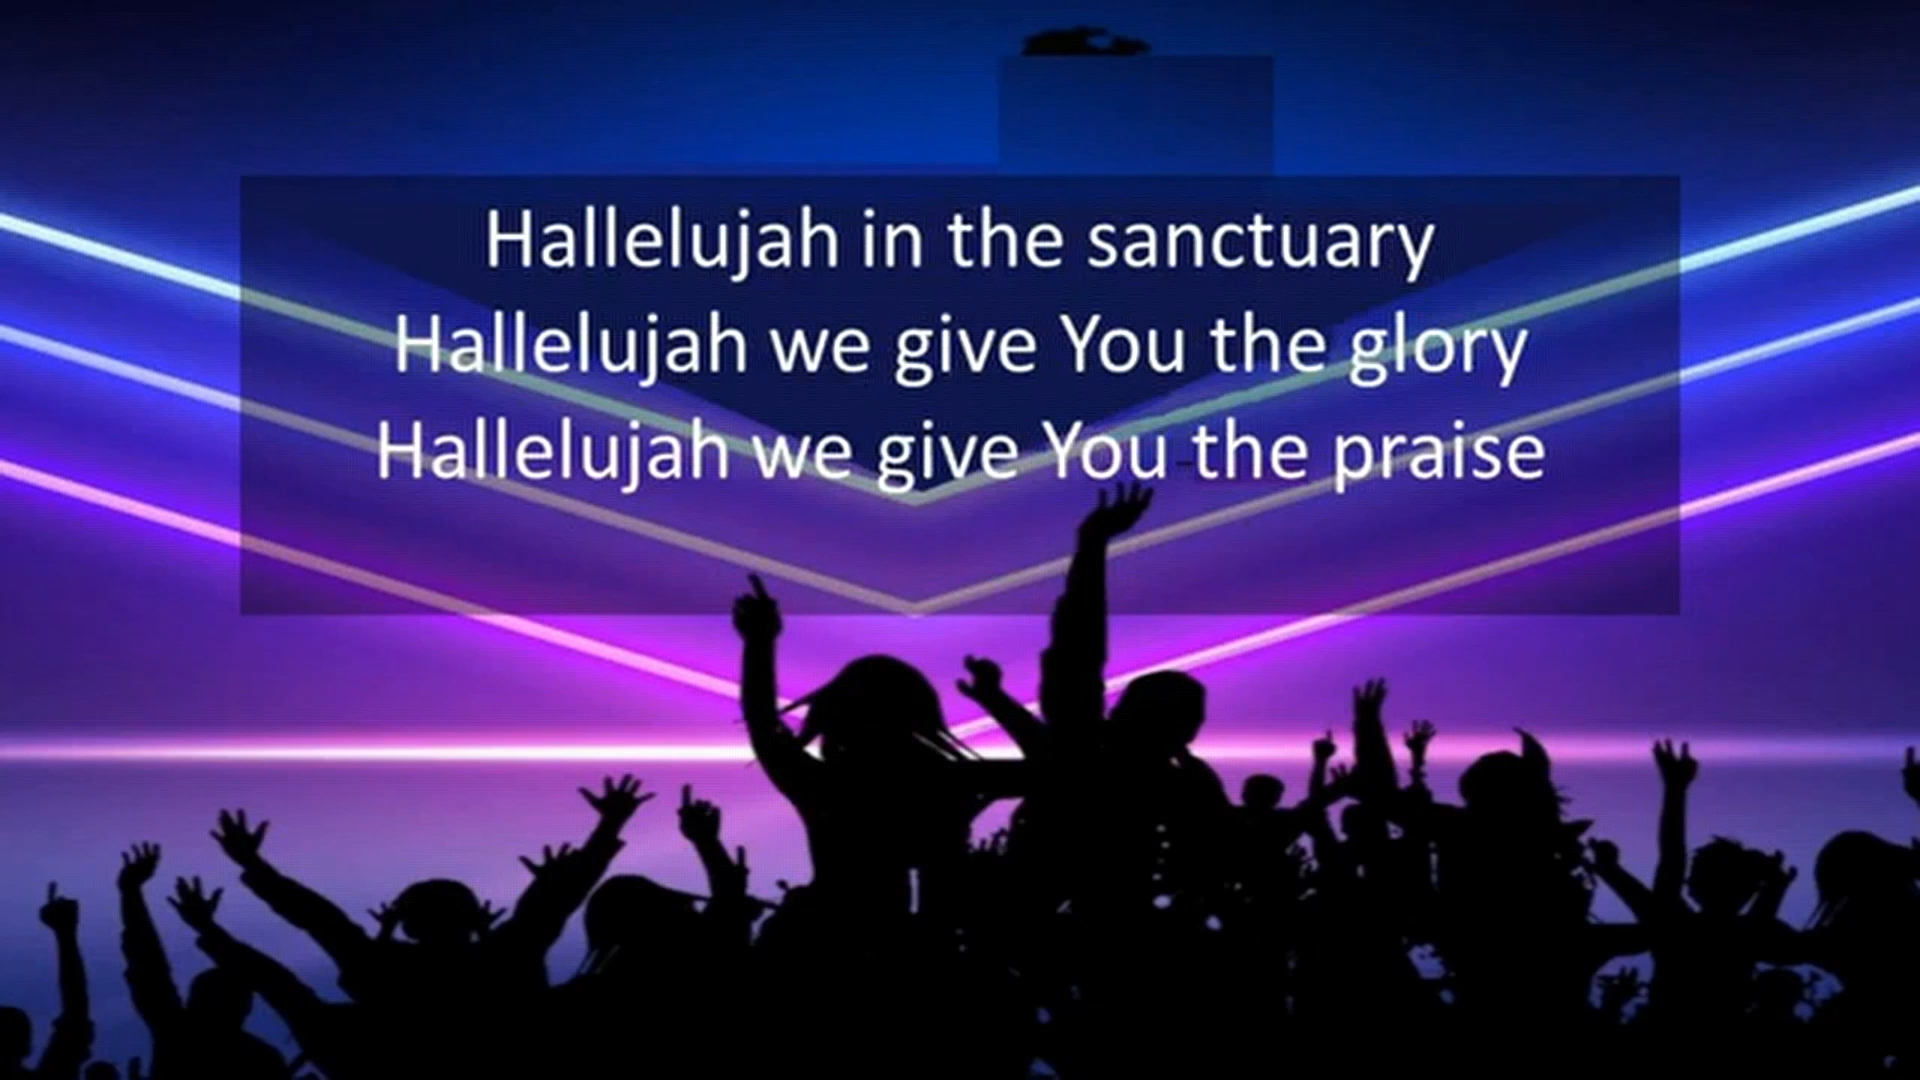 Hallelujah in the sanctuary
Hallelujah we give You the glory
Hallelujah we give You the praise